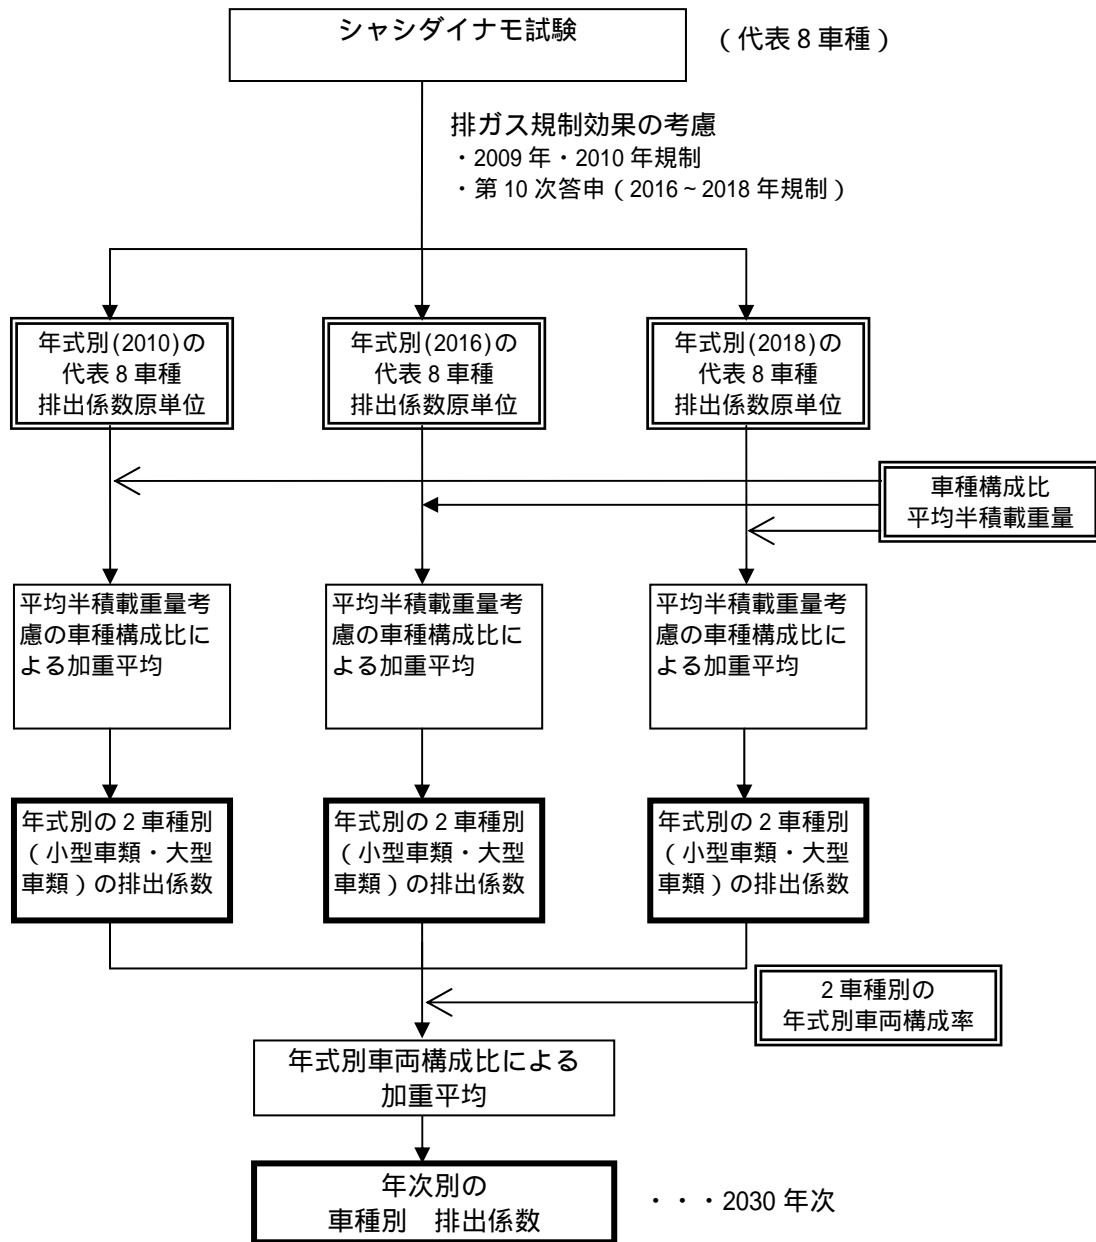 シャシダイナモ試験
（代表８車種）
排ガス規制効果の考慮
・2009 年・2010 年規制
・第 10 次答申（2016～2018 年規制）
年式別(2010)の
代表 8 車種
排出係数原単位
年式別(2016)の
代表 8 車種
排出係数原単位
年式別(2018)の
代表 8 車種
排出係数原単位
車種構成比
平均半積載重量
平均半積載重量考
慮の車種構成比に
よる加重平均
平均半積載重量考
慮の車種構成比に
よる加重平均
平均半積載重量考
慮の車種構成比に
よる加重平均
年式別の 2 車種別
（小型車類・大型
車類）の排出係数
年式別の 2 車種別
（小型車類・大型
車類）の排出係数
年式別の 2 車種別
（小型車類・大型
車類）の排出係数
2 車種別の
年式別車両構成率
年式別車両構成比による
加重平均
年次別の
車種別　排出係数
・・・2030 年次